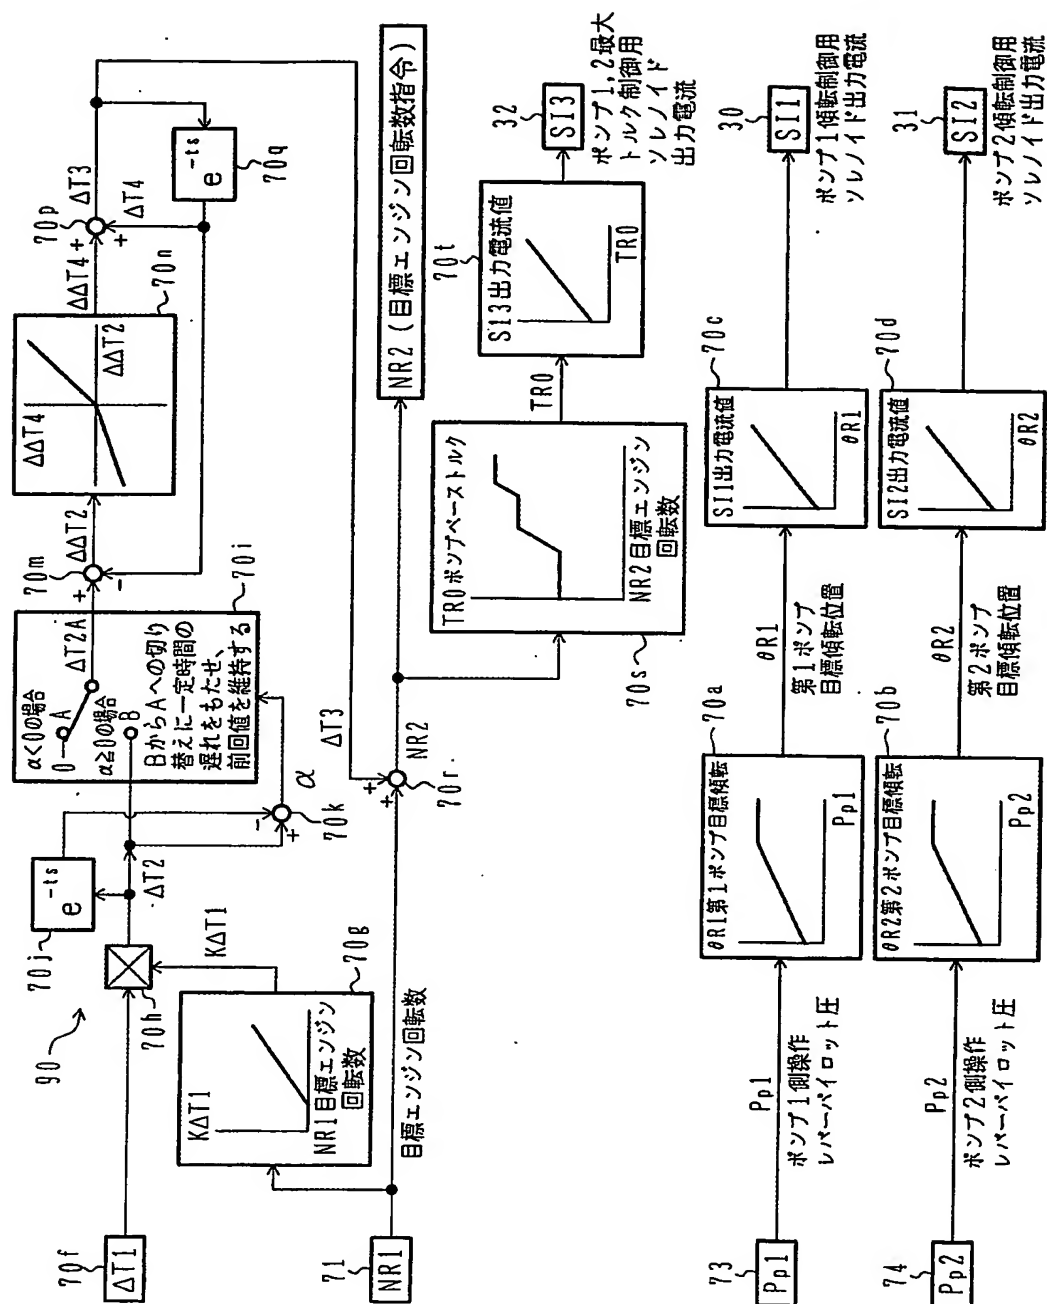 90
70f
ΔT1
70h
70j
e
-ts
ΔT2
KΔT1
70g
KΔT1
NR1目標エンジン
回転数
71
NR1
目標エンジン回転数
α<0の場合
0
A
ΔT2A
α≧0の場合
B
BからAへの切り
替えに一定時間の
遅れをもたせ、
前回値を維持する
70i
α
-
+
70k
70m
+
-
ΔΔT2
ΔΔT4
ΔΔT2
70n
ΔΔT4
+
+
70p
ΔT3
ΔT4
e
-ts
70q
ΔT3
+
+
NR2
70r
NR2(目標エンジン回転数指令)
TR0ポンプベーストルク
NR2目標エンジン
回転数
70s
TR0
SI3出力電流値
TR0
70t
32
SI3
ポンプ1,2最大
トルク制御用
ソレノイド
出力電流
73
Pp1
Pp1
ポンプ1側操作
レバーパイロット圧
θR1第1ポンプ目標傾転
Pp1
70a
θR1
第1ポンプ
目標傾転位置
SI1出力電流値
θR1
70c
30
SI1
ポンプ1傾転制御用
ソレノイド出力電流
74
Pp2
Pp2
ポンプ2側操作
レバーパイロット圧
θR2第2ポンプ目標傾転
Pp2
70b
θR2
第2ポンプ
目標傾転位置
SI2出力電流値
θR2
70d
31
SI2
ポンプ2傾転制御用
ソレノイド出力電流